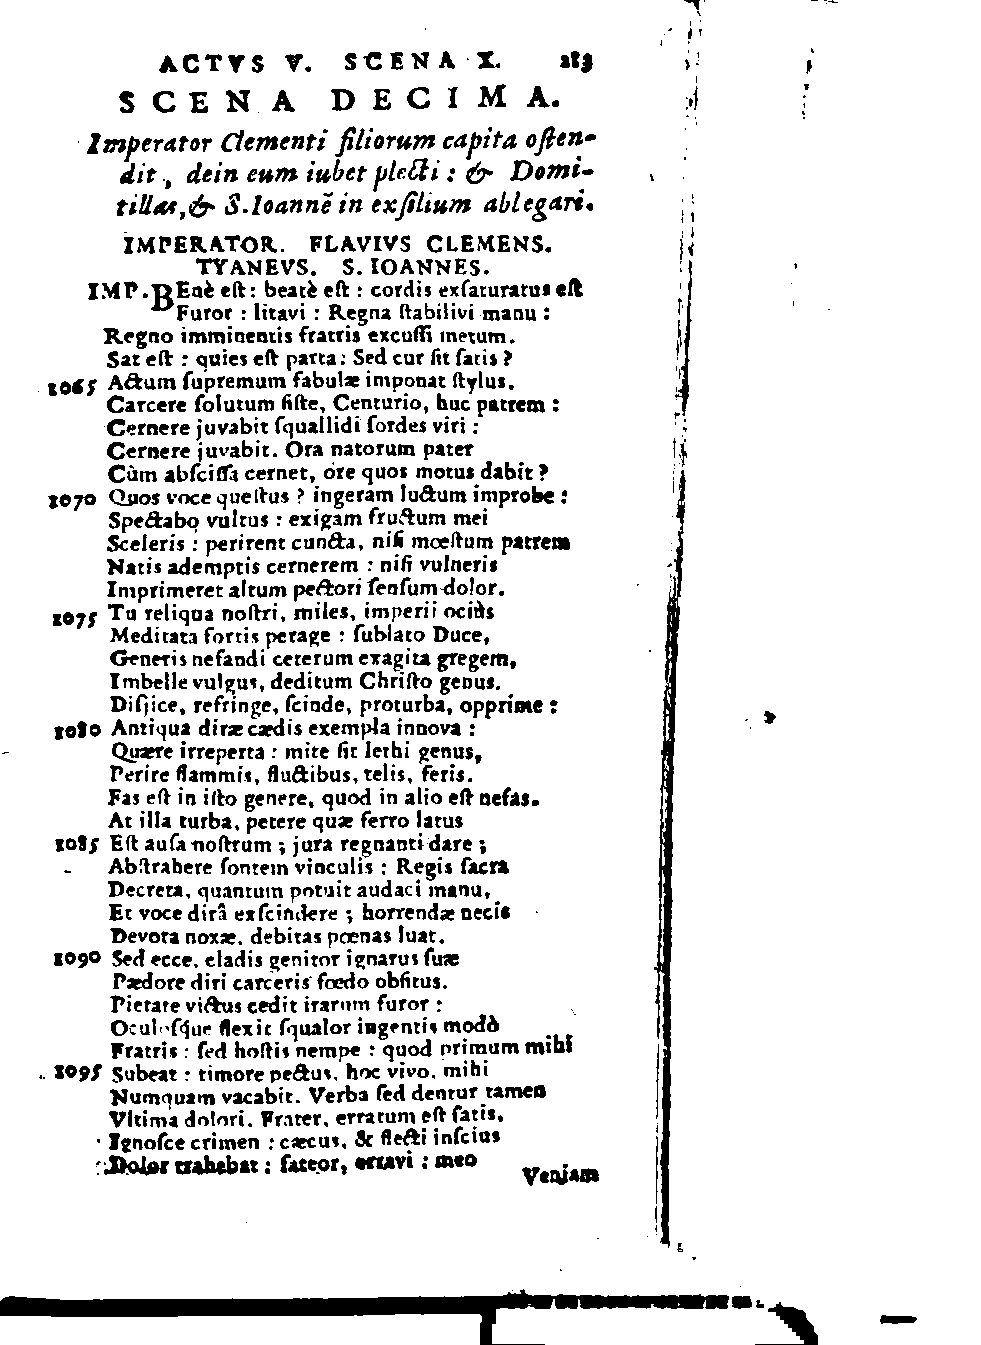 ACTVS V. SCENA X. 283
SCENA DECIMA.
Imperator Clementi filiorum capita osten-
dit, dein eum iubet plecti : & Domi-
tillas, & S. Ioannẽ in exsilium ablegari.
IMPERATOR. FLAVIVS CLEMENS.
TYANEVS. S. IOANNES.
IMP. BEnè est : beatè est : cordis exsaturatus est
Furor : litavi : Regna stabilivi manu :
Regno imminentis fratris excussi metum.
Sat est : quies est parta : Sed cur sit satis ?
1065 Actum supremum fabulæ imponat stylus.
Carcere solutum siste, Centurio, huc patrem :
Cernere juvabit squallidi sordes viri :
Cernere juvabit. Ora natorum pater
Cùm abscissa cernet, ore quos motus dabit ?
1070 Quos voce questus ? ingeram luctum improbe :
Spectabo vultus : exigam fructum mei
Sceleris : perirent cuncta, nisi mœstum patrem
Natis ademptis cernerem : nisi vulneris
Imprimeret altum pectori sensum dolor.
1075 Tu reliqua nostri, miles, imperii ociùs
Meditata fortis perage : sublato Duce,
Generis nefandi ceterum exagita gregem,
Imbelle vulgus, deditum Christo genus.
Disjice, refringe, scinde, proturba, opprime :
1080 Antiqua diræ cædis exempla innova :
Quære irreperta : mite sit lethi genus,
Perire flammis, fluctibus, telis, feris.
Fas est in isto genere, quod in alio est nefas.
At illa turba, petere quæ ferro latus
1085 Est ausa nostrum ; jura regnanti dare ;
Abstrahere sontem vinculis : Regis sacra
Decreta, quantum potuit audaci manu,
Et voce dirâ exscindere ; horrendæ necis
Devota noxæ, debitas pœnas luat.
1090 Sed ecce, cladis genitor ignarus suæ
Pædore diri carceris fœdo obsitus.
Pietate victus cedit irarum furor :
Oculosque flexit squalor ingentis modò
Fratris : sed hostis nempe : quod primum mihi
1095 Subeat : timore pectus, hoc vivo, mihi
Numquam vacabit. Verba sed dentur tamen
Vltima dolori. Frater, erratum est satis.
Ignosce crimen : cæcus, & flecti inscius
Dolor trahebat : fateor, erravi : meo
Veniam